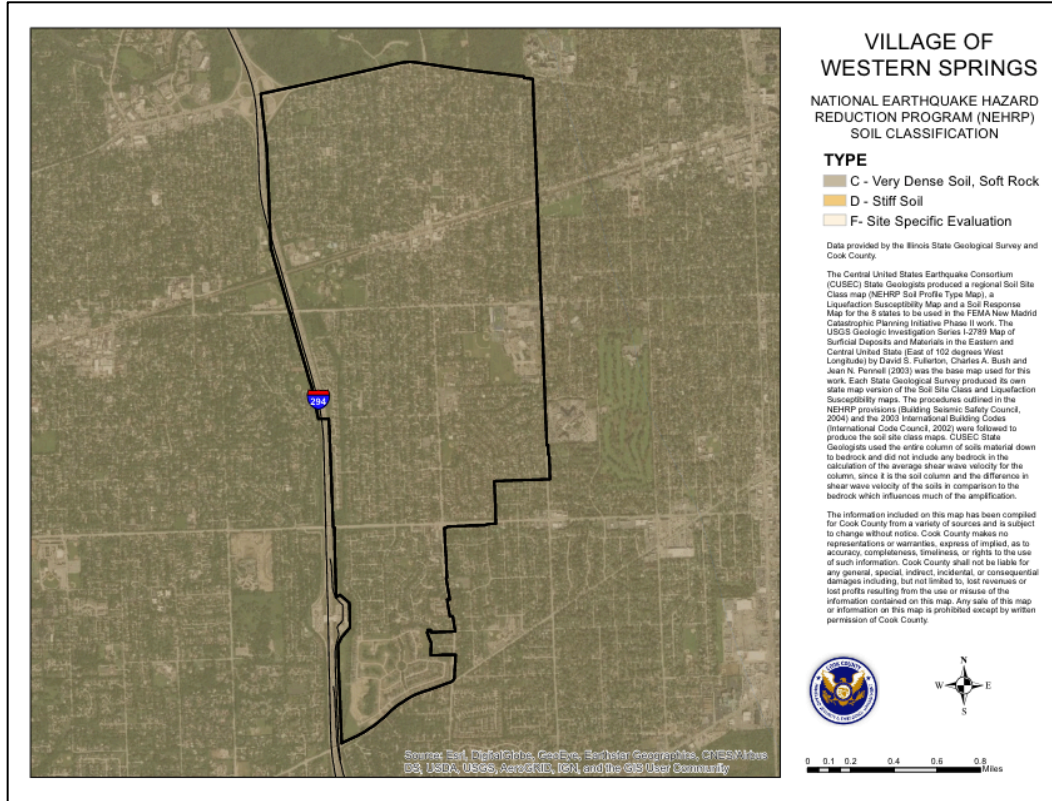 VILLAGE OF
WESTERN SPRINGS
NATIONAL EARTHQUAKE HAZARD
REDUCTION PROGRAM (NEHRP)
SOIL CLASSIFICATION
TYPE
C - Very Dense Soil, Soft Rock
D - Stiff Soil
F- Site Specific Evaluation
Data provided by the Illinois State Geological Survey and
Cook County.
The Central United States Earthquake Consortium
(CUSEC) State Geologists produced a regional Soil Site
Class map (NEHRP Soil Profile Type Map), a
Liquefaction Susceptibility Map and a Soil Response
Map for the 8 states to be used in the FEMA New Madrid
Catastrophic Planning Initiative Phase II work. The
USGS Geologic Investigation Series I-2789 Map of
Surficial Deposits and Materials in the Eastern and
Central United State (East of 102 degrees West
Longitude) by David S. Fullerton, Charles A. Bush and
Jean N. Pennell (2003) was the base map used for this
work. Each State Geological Survey produced its own
state map version of the Soil Site Class and Liquefaction
Susceptibility maps. The procedures outlined in the
NEHRP provisions (Building Seismic Safety Council,
2004) and the 2003 International Building Codes
(International Code Council, 2002) were followed to
produce the soil site class maps. CUSEC State
Geologists used the entire column of soils material down
to bedrock and did not include any bedrock in the
calculation of the average shear wave velocity for the
column, since it is the soil column and the difference in
shear wave velocity of the soils in comparison to the
bedrock which influences much of the amplification.
The information included on this map has been compiled
for Cook County from a variety of sources and is subject
to change without notice. Cook County makes no
representations or warranties, express of implied, as to
accuracy, completeness, timeliness, or rights to the use
of such information. Cook County shall not be liable for
any general, special, indirect, incidental, or consequential
damages including, but not limited to, lost revenues or
lost profits resulting from the use or misuse of the
information contained on this map. Any sale of this map
or information on this map is prohibited except by written
permission of Cook County.
294
COOK COUNTY
N
W E
S
0 0.1 0.2 0.4 0.6 0.8
Miles
Source: Esri, DigitalGlobe, GeoEye, Earthstar Geographics, CNES/Airbus
DS, USDA, USGS, AeroGRID, IGN, and the GIS User Community